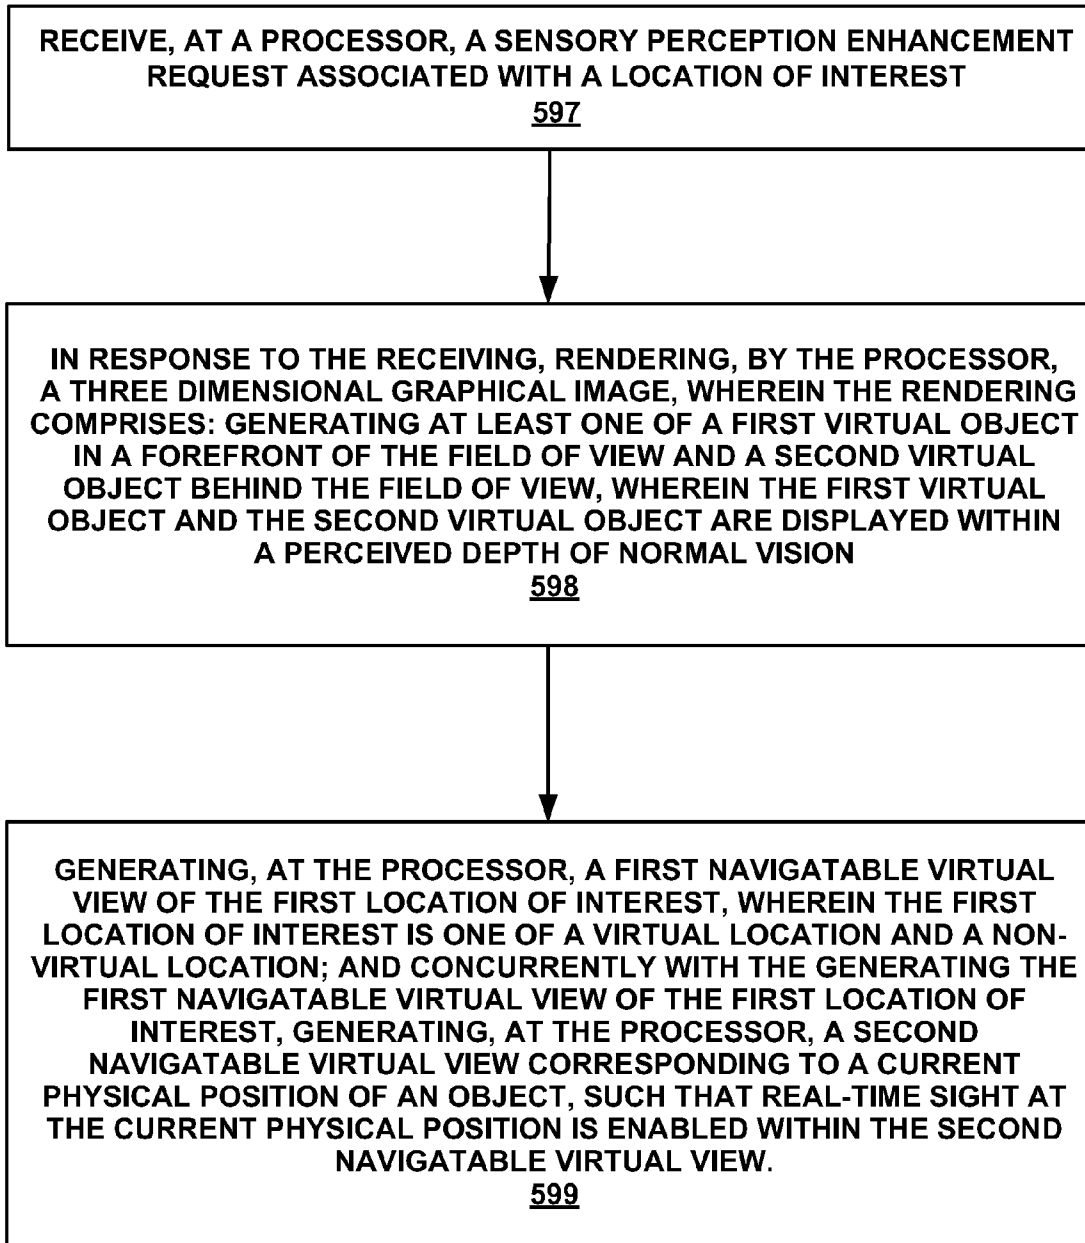 RECEIVE, AT A PROCESSOR, A SENSORY PERCEPTION ENHANCEMENT
REQUEST ASSOCIATED WITH A LOCATION OF INTEREST
597
IN RESPONSE TO THE RECEIVING, RENDERING, BY THE PROCESSOR,
A THREE DIMENSIONAL GRAPHICAL IMAGE, WHEREIN THE RENDERING
COMPRISES: GENERATING AT LEAST ONE OF A FIRST VIRTUAL OBJECT
IN A FOREFRONT OF THE FIELD OF VIEW AND A SECOND VIRTUAL
OBJECT BEHIND THE FIELD OF VIEW, WHEREIN THE FIRST VIRTUAL
OBJECT AND THE SECOND VIRTUAL OBJECT ARE DISPLAYED WITHIN
A PERCEIVED DEPTH OF NORMAL VISION
598
GENERATING, AT THE PROCESSOR, A FIRST NAVIGATABLE VIRTUAL
VIEW OF THE FIRST LOCATION OF INTEREST, WHEREIN THE FIRST
LOCATION OF INTEREST IS ONE OF A VIRTUAL LOCATION AND A NON-
VIRTUAL LOCATION; AND CONCURRENTLY WITH THE GENERATING THE
FIRST NAVIGATABLE VIRTUAL VIEW OF THE FIRST LOCATION OF
INTEREST, GENERATING, AT THE PROCESSOR, A SECOND
NAVIGATABLE VIRTUAL VIEW CORRESPONDING TO A CURRENT
PHYSICAL POSITION OF AN OBJECT, SUCH THAT REAL-TIME SIGHT AT
THE CURRENT PHYSICAL POSITION IS ENABLED WITHIN THE SECOND
NAVIGATABLE VIRTUAL VIEW.
599